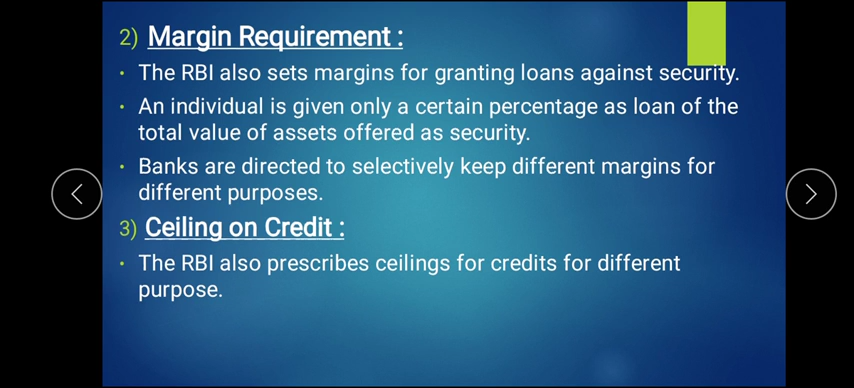 2) Margin Requirement :
• The RBI also sets margins for granting loans against security.
• An individual is given only a certain percentage as loan of the
total value of assets offered as security.
• Banks are directed to selectively keep different margins for
different purposes.
3) Ceiling on Credit :
• The RBI also prescribes ceilings for credits for different
purpose.